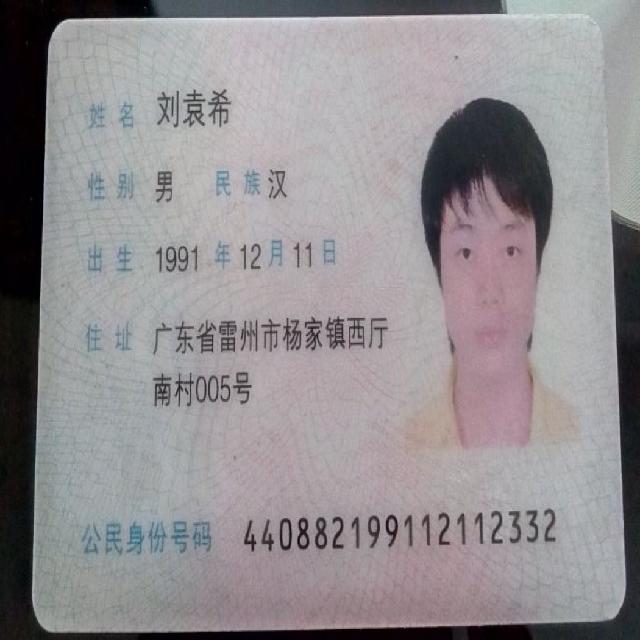 姓名 刘袁希
性别 男 民族 汉
出生 1991 年 12 月 11 日
住址 广东省雷州市杨家镇西厅
南村005号
公民身份号码 440882199112112332